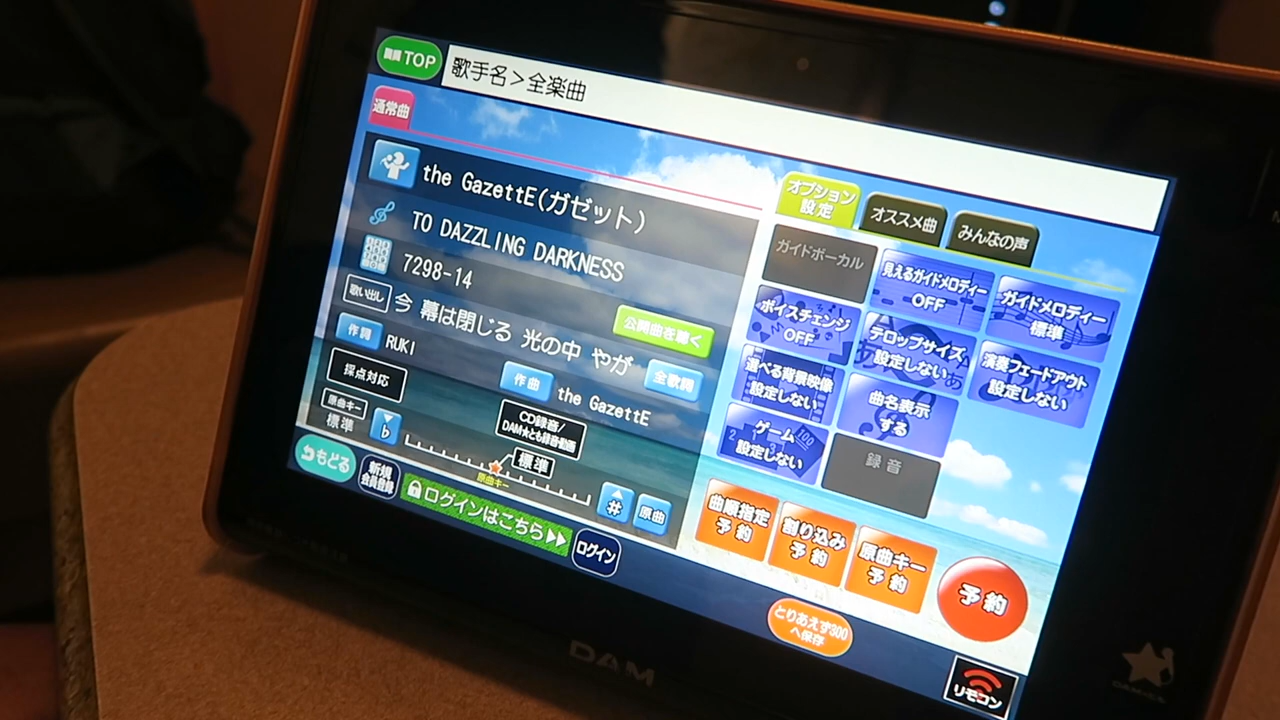 TOP
歌手名＞全楽曲
通常曲
the GazettE(ガゼット)
TO DAZZLING DARKNESS
7298-14
公開曲を聴く
歌い出し 今 幕は閉じる 光の中 やが 全歌詞
作詞 RUKI
作曲 the GazettE
採点対応
CD録音/
DAM★とも録音・動画
原曲キー
標準
♭
標準
原曲キー
♯
原曲
もどる
新規
会員登録
ログインはこちら
ログイン
オプション
設定
オススメ曲
みんなの声
ガイドボーカル
見えるガイドメロディー
OFF
ガイドメロディー
標準
ボイスチェンジ
OFF
テロップサイズ
設定しない
演奏フェードアウト
設定しない
選べる背景映像
設定しない
曲名表示
する
ゲーム
設定しない
録音
曲順指定
予約
割り込み
予約
原曲キー
予約
予約
とりあえず300
へ保存
リモコン
DAM